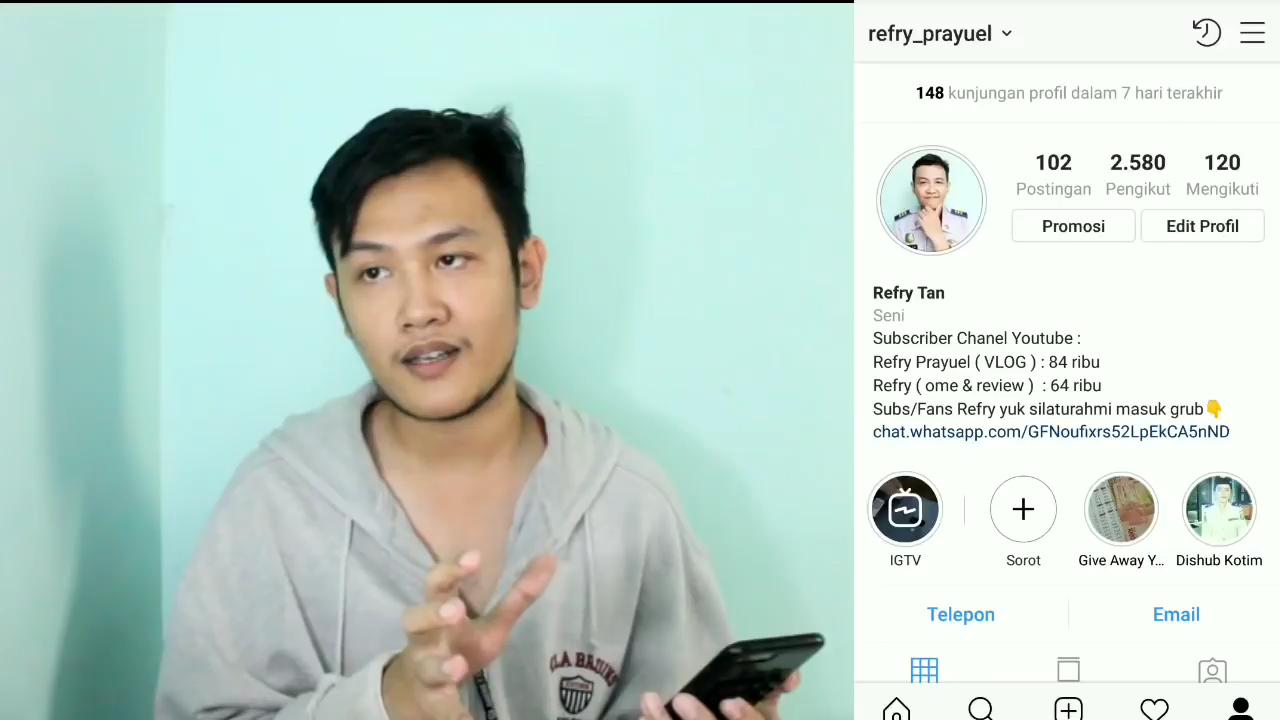 refry_prayuel
148 kunjungan profil dalam 7 hari terakhir
102 2.580 120
Postingan Pengikut Mengikuti
Promosi Edit Profil
Refry Tan
Seni
Subscriber Chanel Youtube :
Refry Prayuel ( VLOG ) : 84 ribu
Refry ( ome & review ) : 64 ribu
Subs/Fans Refry yuk silaturahmi masuk grub👇
chat.whatsapp.com/GFNoufixrs52LpEkCA5nND
IGTV Sorot Give Away Y... Dishub Kotim
Telepon Email